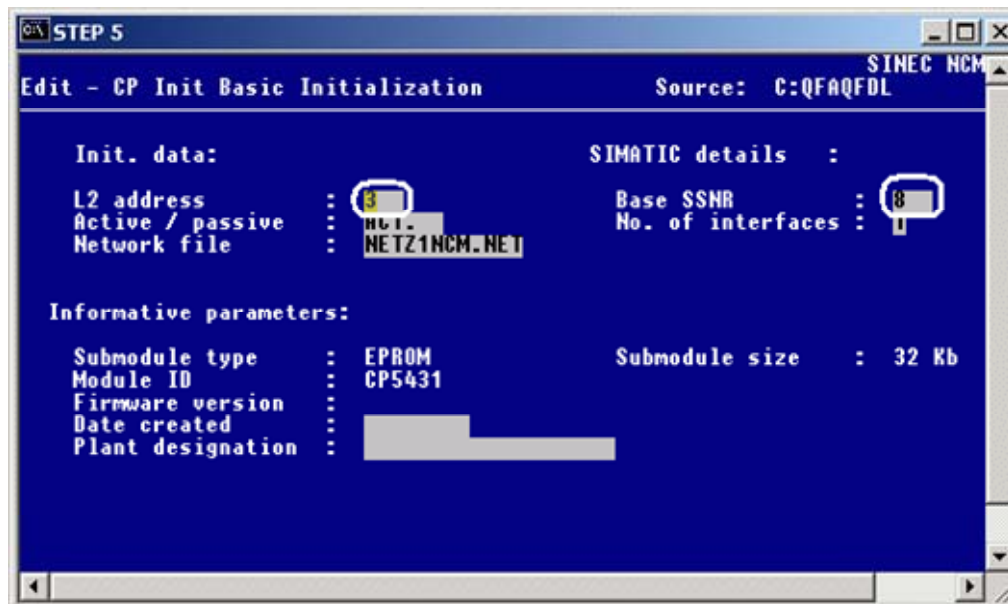 STEP 5
SINEC NCM
Edit - CP Init Basic Initialization Source: C:QFAQFDL
Init. data: SIMATIC details :
L2 address : 3 Base SSNR : 8
Active / passive : ACT. No. of interfaces : 1
Network file : NETZ1NCM.NET
Informative parameters:
Submodule type : EPROM Submodule size : 32 Kb
Module ID : CP5431
Firmware version :
Date created :
Plant designation :